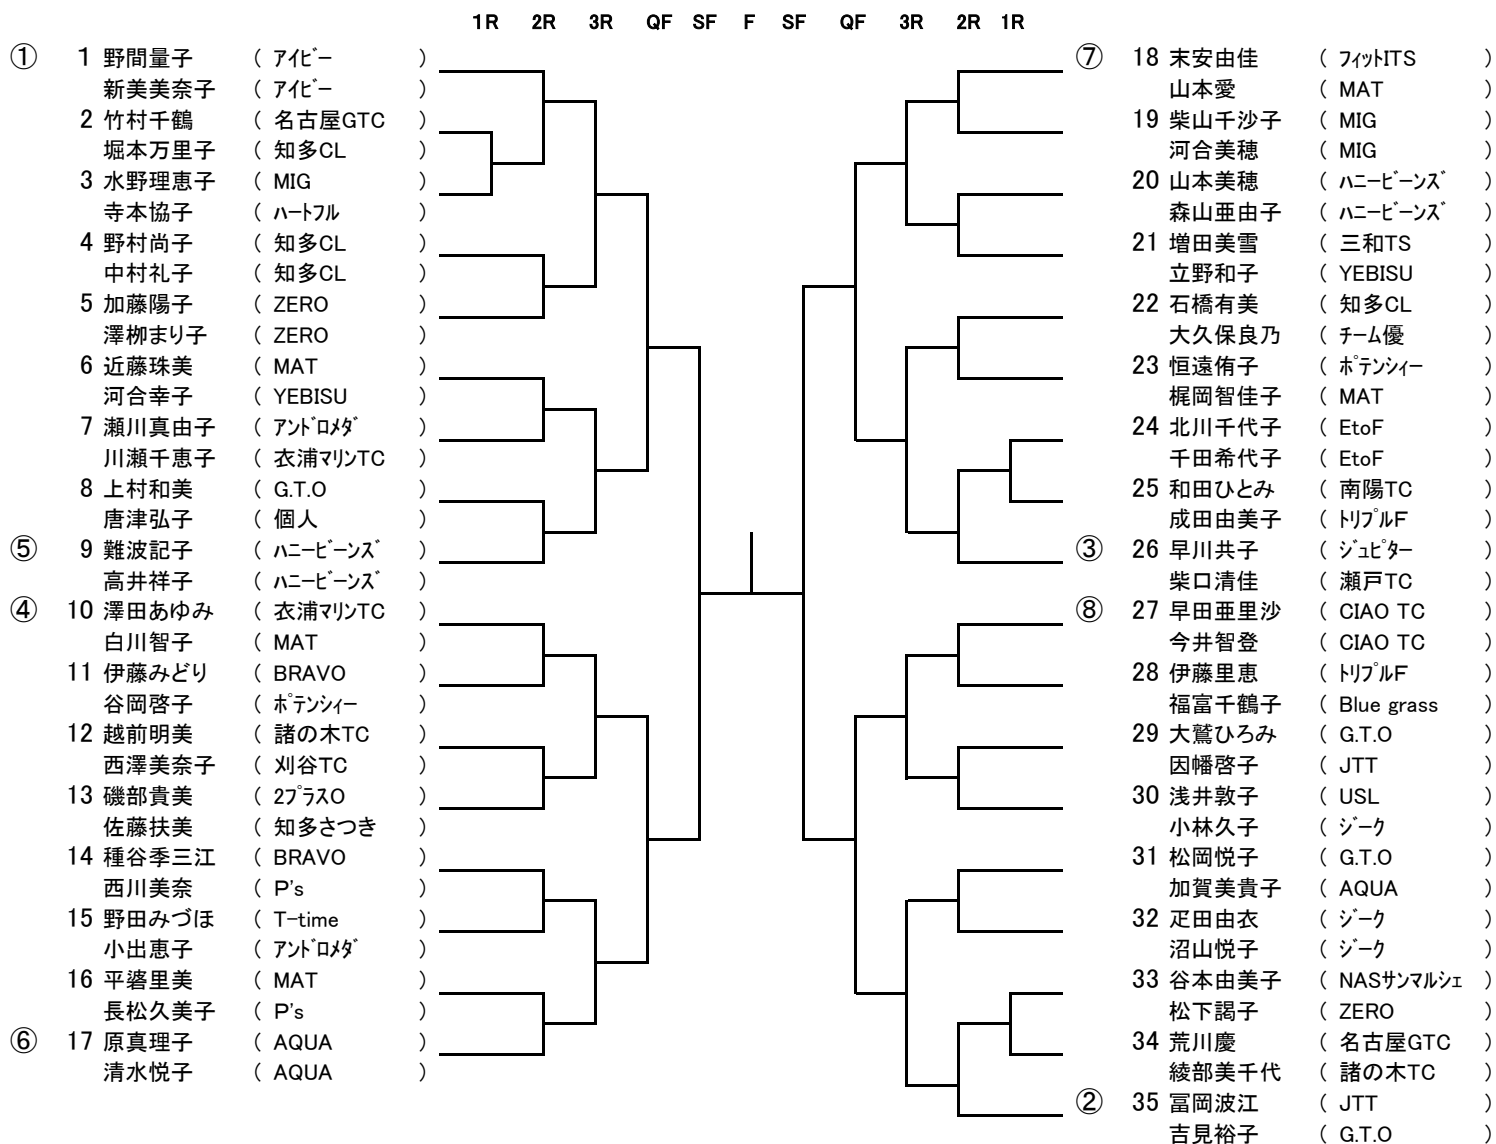 1R 2R 3R QF SF F SF QF 3R 2R 1R
① 1 野間量子 ( アイビー )
新美美奈子 ( アイビー )
2 竹村千鶴 ( 名古屋GTC )
堀本万里子 ( 知多CL )
3 水野理恵子 ( MIG )
寺本協子 ( ハートフル )
4 野村尚子 ( 知多CL )
中村礼子 ( 知多CL )
5 加藤陽子 ( ZERO )
澤栁まり子 ( ZERO )
6 近藤珠美 ( MAT )
河合幸子 ( YEBISU )
7 瀬川真由子 ( アンドロメダ )
川瀬千恵子 ( 衣浦マリンTC )
8 上村和美 ( G.T.O )
唐津弘子 ( 個人 )
⑤ 9 難波記子 ( ハニービーンズ )
高井祥子 ( ハニービーンズ )
④ 10 澤田あゆみ ( 衣浦マリンTC )
白川智子 ( MAT )
11 伊藤みどり ( BRAVO )
谷岡啓子 ( ポテンシィー )
12 越前明美 ( 諸の木TC )
西澤美奈子 ( 刈谷TC )
13 磯部貴美 ( 2プラスO )
佐藤扶美 ( 知多さつき )
14 種谷季三江 ( BRAVO )
西川美奈 ( P's )
15 野田みづほ ( T-time )
小出恵子 ( アンドロメダ )
16 平碆里美 ( MAT )
長松久美子 ( P's )
⑥ 17 原真理子 ( AQUA )
清水悦子 ( AQUA )
⑦ 18 末安由佳 ( フィットITS )
山本愛 ( MAT )
19 柴山千沙子 ( MIG )
河合美穂 ( MIG )
20 山本美穂 ( ハニービーンズ )
森山亜由子 ( ハニービーンズ )
21 増田美雪 ( 三和TS )
立野和子 ( YEBISU )
22 石橋有美 ( 知多CL )
大久保良乃 ( チーム優 )
23 恒遠侑子 ( ポテンシィー )
梶岡智佳子 ( MAT )
24 北川千代子 ( EtoF )
千田希代子 ( EtoF )
25 和田ひとみ ( 南陽TC )
成田由美子 ( トリプルF )
③ 26 早川共子 ( ジュピター )
柴口清佳 ( 瀬戸TC )
⑧ 27 早田亜里沙 ( CIAO TC )
今井智登 ( CIAO TC )
28 伊藤里恵 ( トリプルF )
福富千鶴子 ( Blue grass )
29 大鷲ひろみ ( G.T.O )
因幡啓子 ( JTT )
30 浅井敦子 ( USL )
小林久子 ( ジーク )
31 松岡悦子 ( G.T.O )
加賀美貴子 ( AQUA )
32 疋田由衣 ( ジーク )
沼山悦子 ( ジーク )
33 谷本由美子 ( NASサンマルシェ )
松下謁子 ( ZERO )
34 荒川慶 ( 名古屋GTC )
綾部美千代 ( 諸の木TC )
② 35 冨岡波江 ( JTT )
吉見裕子 ( G.T.O )